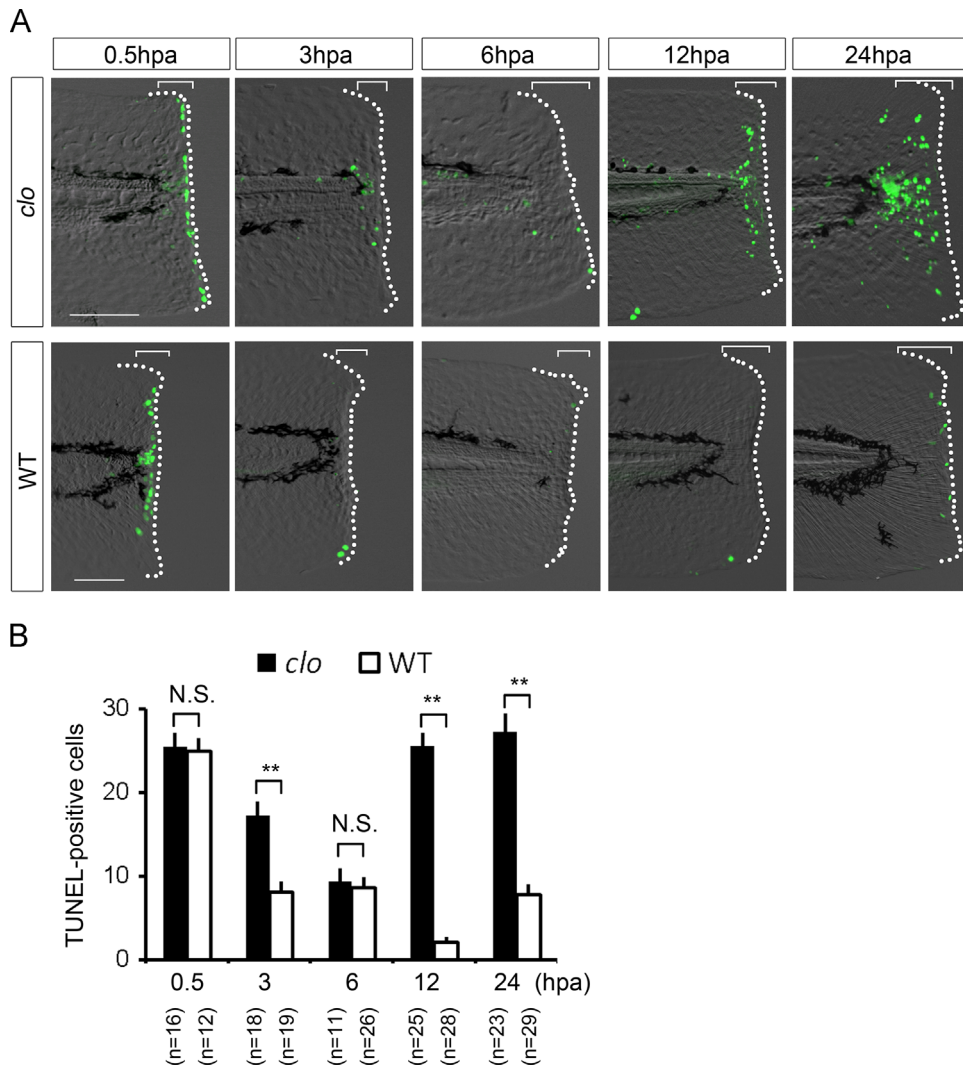 A
0.5hpa 3hpa 6hpa 12hpa 24hpa
clo
WT
B
clo WT
N.S. ** N.S. ** **
TUNEL-positive cells
30
20
10
0
0.5 3 6 12 24 (hpa)
(n=16) (n=12) (n=18) (n=19) (n=11) (n=26) (n=25) (n=28) (n=23) (n=29)